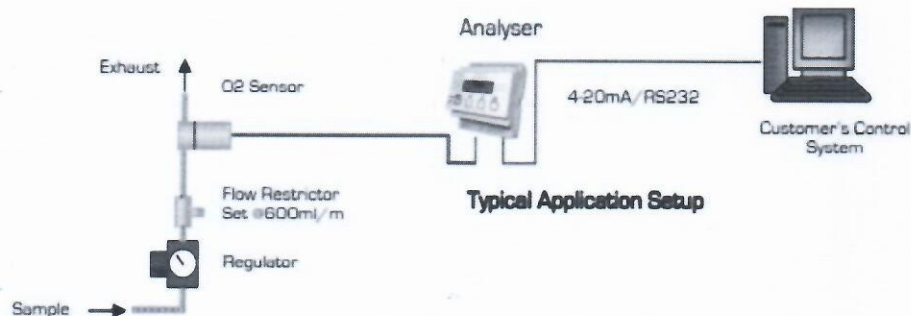 Analyser
Exhaust
O2 Sensor
4-20mA/RS232
Customer's Control
System
Flow Restrictor
Set @600ml/m
Typical Application Setup
Regulator
Sample